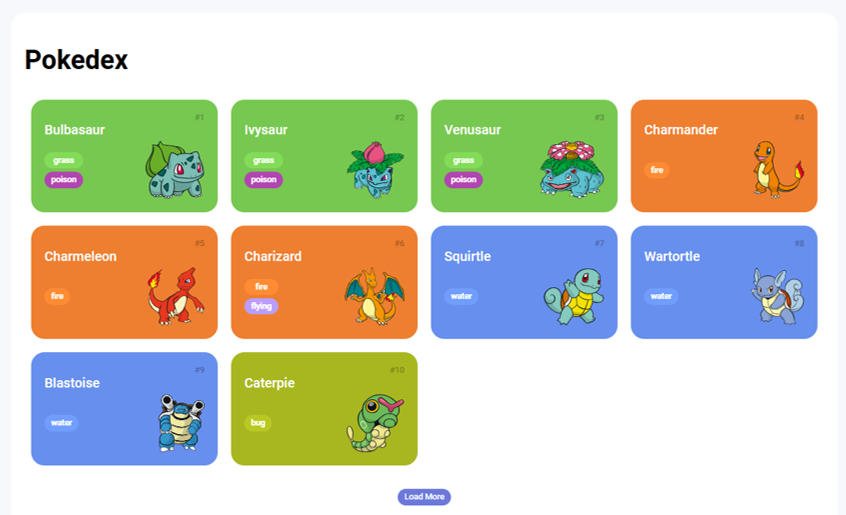 Pokedex
#1
Bulbasaur
grass
poison
#2
Ivysaur
grass
poison
#3
Venusaur
grass
poison
#4
Charmander
fire
#5
Charmeleon
fire
#6
Charizard
fire
flying
#7
Squirtle
water
#8
Wartortle
water
#9
Blastoise
water
#10
Caterpie
bug
Load More